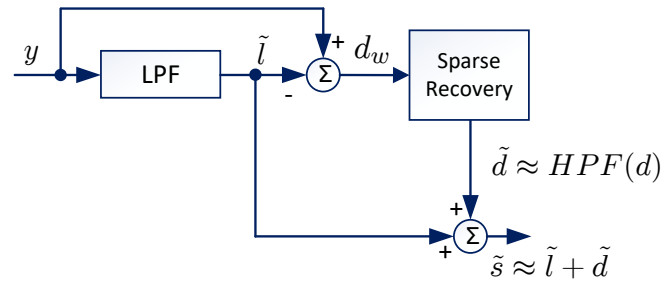 y
LPF
l̃
+
-
Σ
d_w
Sparse
Recovery
d̃ ≈ HPF(d)
+
+
Σ
s̃ ≈ l̃ + d̃